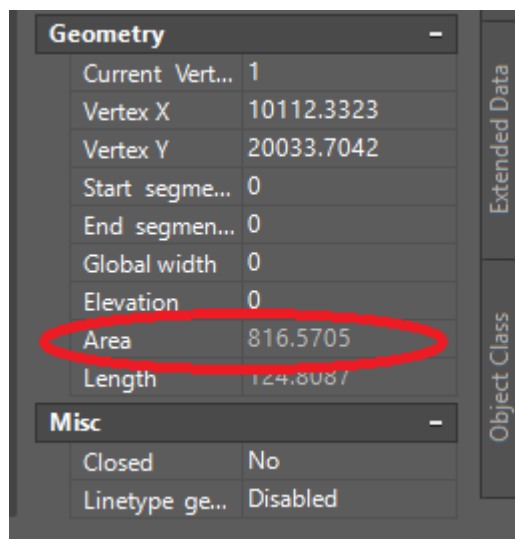 Geometry –
Current Vert... 1
Vertex X 10112.3323
Vertex Y 20033.7042
Start segme... 0
End segmen... 0
Global width 0
Elevation 0
Area 816.5705
Length 124.8087
Misc –
Closed No
Linetype ge... Disabled
Extended Data
Object Class